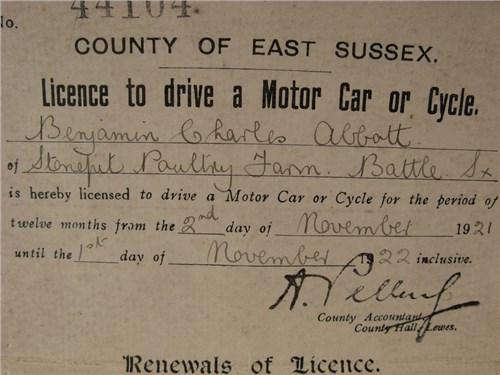 No. 44104.
COUNTY OF EAST SUSSEX.
Licence to drive a Motor Car or Cycle.
Benjamin Charles Abbott
of Stonepit Poultry Farm. Battle. Sx
is hereby licensed to drive a Motor Car or Cycle for the period of
twelve months from the 2nd day of November 1921
until the 1st day of November 1922 inclusive.
A. Pelling
County Accountant,
County Hall, Lewes.
Renewals of Licence.